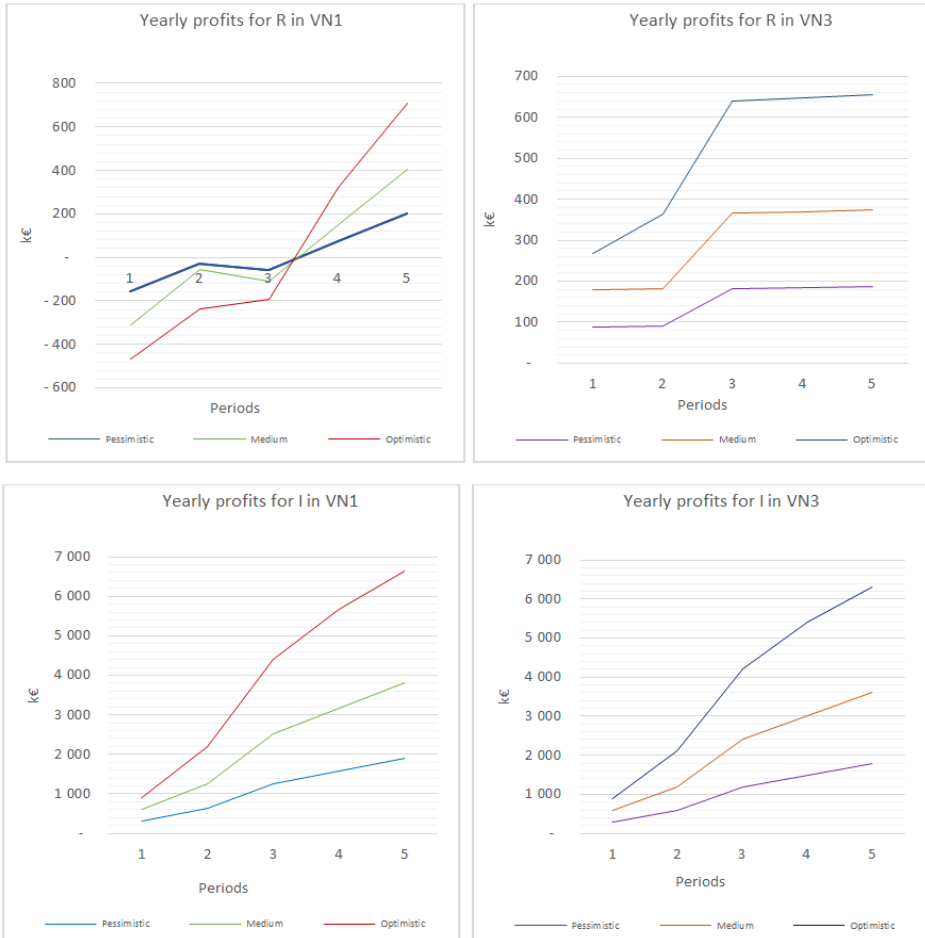 Yearly profits for R in VN1
800
600
400
200
-
- 200
- 400
- 600
k€
1 2 3 4 5
Periods
Pessimistic Medium Optimistic
Yearly profits for R in VN3
700
600
500
400
300
200
100
-
k€
1 2 3 4 5
Periods
Pessimistic Medium Optimistic
Yearly profits for I in VN1
7 000
6 000
5 000
4 000
3 000
2 000
1 000
-
k€
1 2 3 4 5
Periods
Pessimistic Medium Optimistic
Yearly profits for I in VN3
7 000
6 000
5 000
4 000
3 000
2 000
1 000
-
k€
1 2 3 4 5
Periods
Pessimistic Medium Optimistic